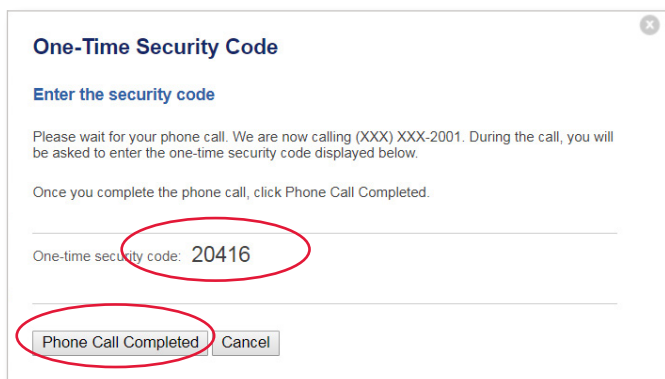 One-Time Security Code
Enter the security code
Please wait for your phone call. We are now calling (XXX) XXX-2001. During the call, you will
be asked to enter the one-time security code displayed below.
Once you complete the phone call, click Phone Call Completed.
One-time security code: 20416
Phone Call Completed Cancel